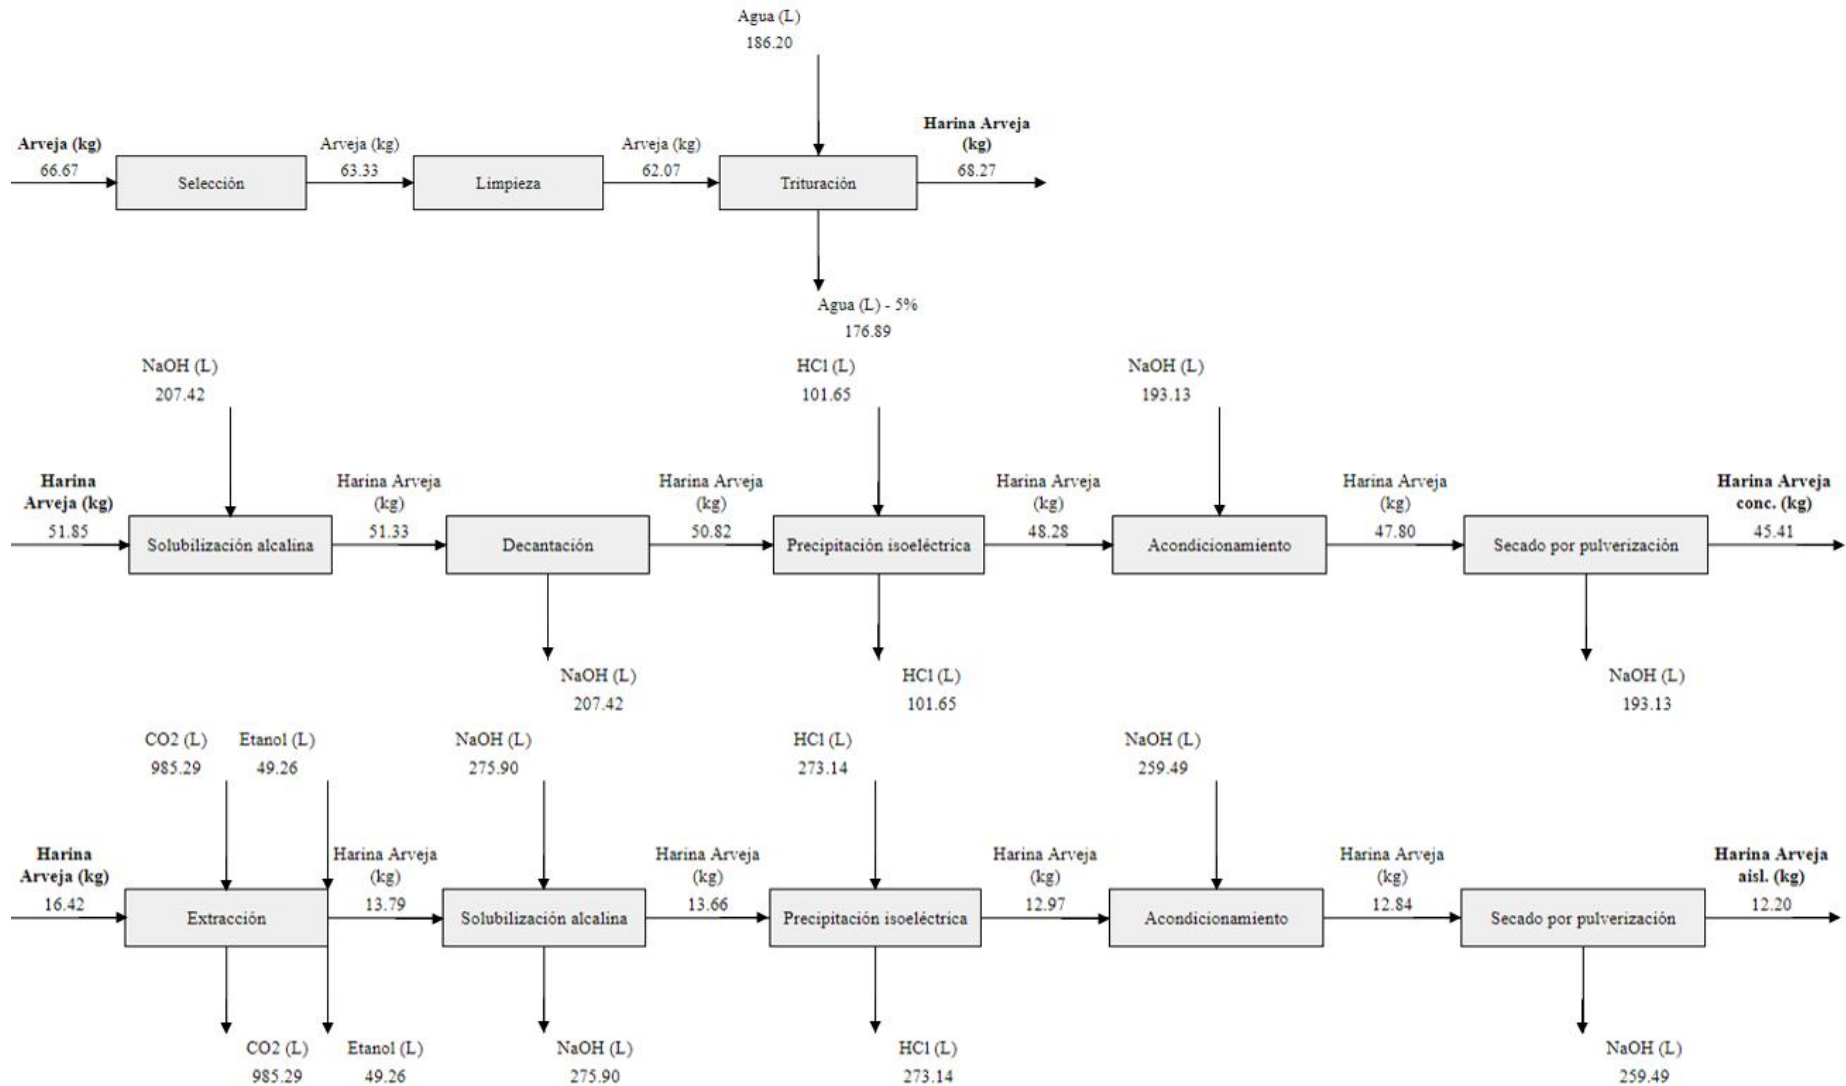 Agua (L)
186.20
Arveja (kg)
66.67
Selección
Arveja (kg)
63.33
Limpieza
Arveja (kg)
62.07
Trituración
Harina Arveja
(kg)
68.27
Agua (L) - 5%
176.89
NaOH (L)
207.42
HCl (L)
101.65
NaOH (L)
193.13
Harina
Arveja (kg)
51.85
Solubilización alcalina
Harina Arveja
(kg)
51.33
Decantación
Harina Arveja
(kg)
50.82
Precipitación isoeléctrica
Harina Arveja
(kg)
48.28
Acondicionamiento
Harina Arveja
(kg)
47.80
Secado por pulverización
Harina Arveja
conc. (kg)
45.41
NaOH (L)
207.42
HCl (L)
101.65
NaOH (L)
193.13
CO2 (L)
985.29
Etanol (L)
49.26
NaOH (L)
275.90
HCl (L)
273.14
NaOH (L)
259.49
Harina
Arveja (kg)
16.42
Extracción
Harina Arveja
(kg)
13.79
Solubilización alcalina
Harina Arveja
(kg)
13.66
Precipitación isoeléctrica
Harina Arveja
(kg)
12.97
Acondicionamiento
Harina Arveja
(kg)
12.84
Secado por pulverización
Harina Arveja
aisl. (kg)
12.20
CO2 (L)
985.29
Etanol (L)
49.26
NaOH (L)
275.90
HCl (L)
273.14
NaOH (L)
259.49